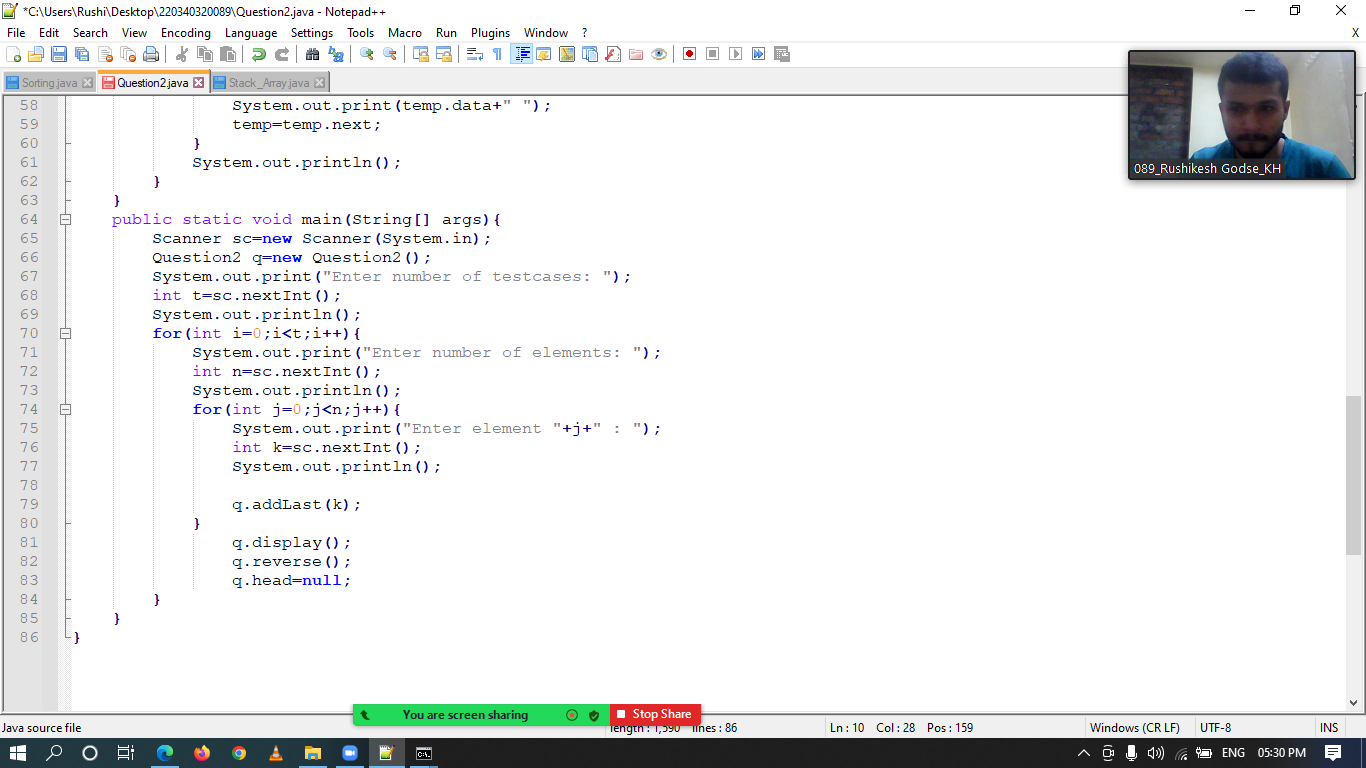 *C:\Users\Rushi\Desktop\220340320089\Question2.java - Notepad++
File Edit Search View Encoding Language Settings Tools Macro Run Plugins Window ? X
Sorting.java Question2.java Stack_Array.java
58 System.out.print(temp.data+" ");
59 temp=temp.next;
60 }
61 System.out.println();
62 }
63 }
64 public static void main(String[] args){
65 Scanner sc=new Scanner(System.in);
66 Question2 q=new Question2();
67 System.out.print("Enter number of testcases: ");
68 int t=sc.nextInt();
69 System.out.println();
70 for(int i=0;i<t;i++){
71 System.out.print("Enter number of elements: ");
72 int n=sc.nextInt();
73 System.out.println();
74 for(int j=0;j<n;j++){
75 System.out.print("Enter element "+j+" : ");
76 int k=sc.nextInt();
77 System.out.println();
78
79 q.addLast(k);
80 }
81 q.display();
82 q.reverse();
83 q.head=null;
84 }
85 }
86 }
089_Rushikesh Godse_KH
You are screen sharing Stop Share
Java source file length : 1,590 lines : 86 Ln : 10 Col : 28 Pos : 159 Windows (CR LF) UTF-8 INS
ENG 05:30 PM